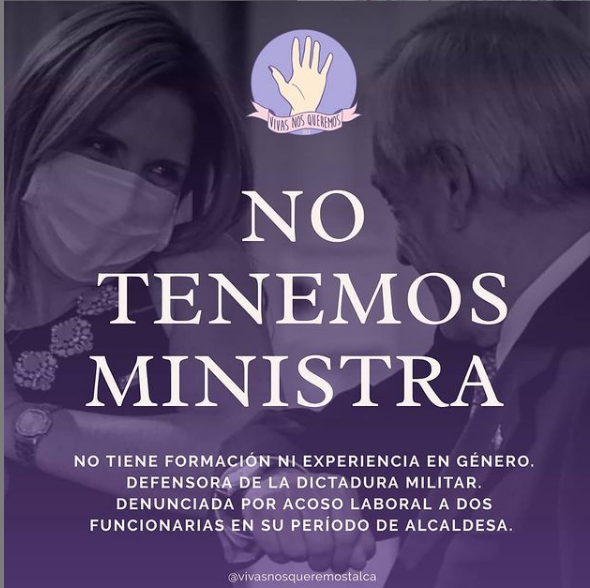 VIVAS NOS QUEREMOS
NO
TENEMOS
MINISTRA
NO TIENE FORMACIÓN NI EXPERIENCIA EN GÉNERO.
DEFENSORA DE LA DICTADURA MILITAR.
DENUNCIADA POR ACOSO LABORAL A DOS
FUNCIONARIAS EN SU PERÍODO DE ALCALDESA.
@vivasnosqueremostalca